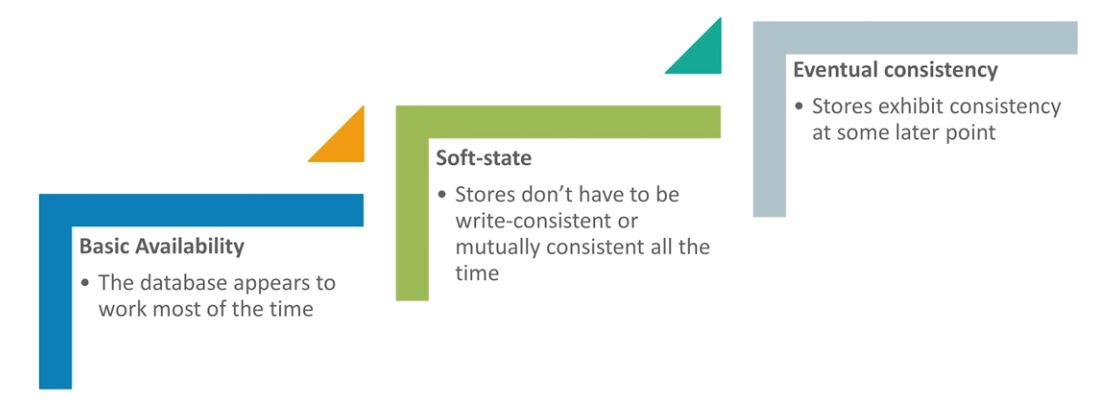 Basic Availability
• The database appears to
work most of the time
Soft-state
• Stores don’t have to be
write-consistent or
mutually consistent all the
time
Eventual consistency
• Stores exhibit consistency
at some later point